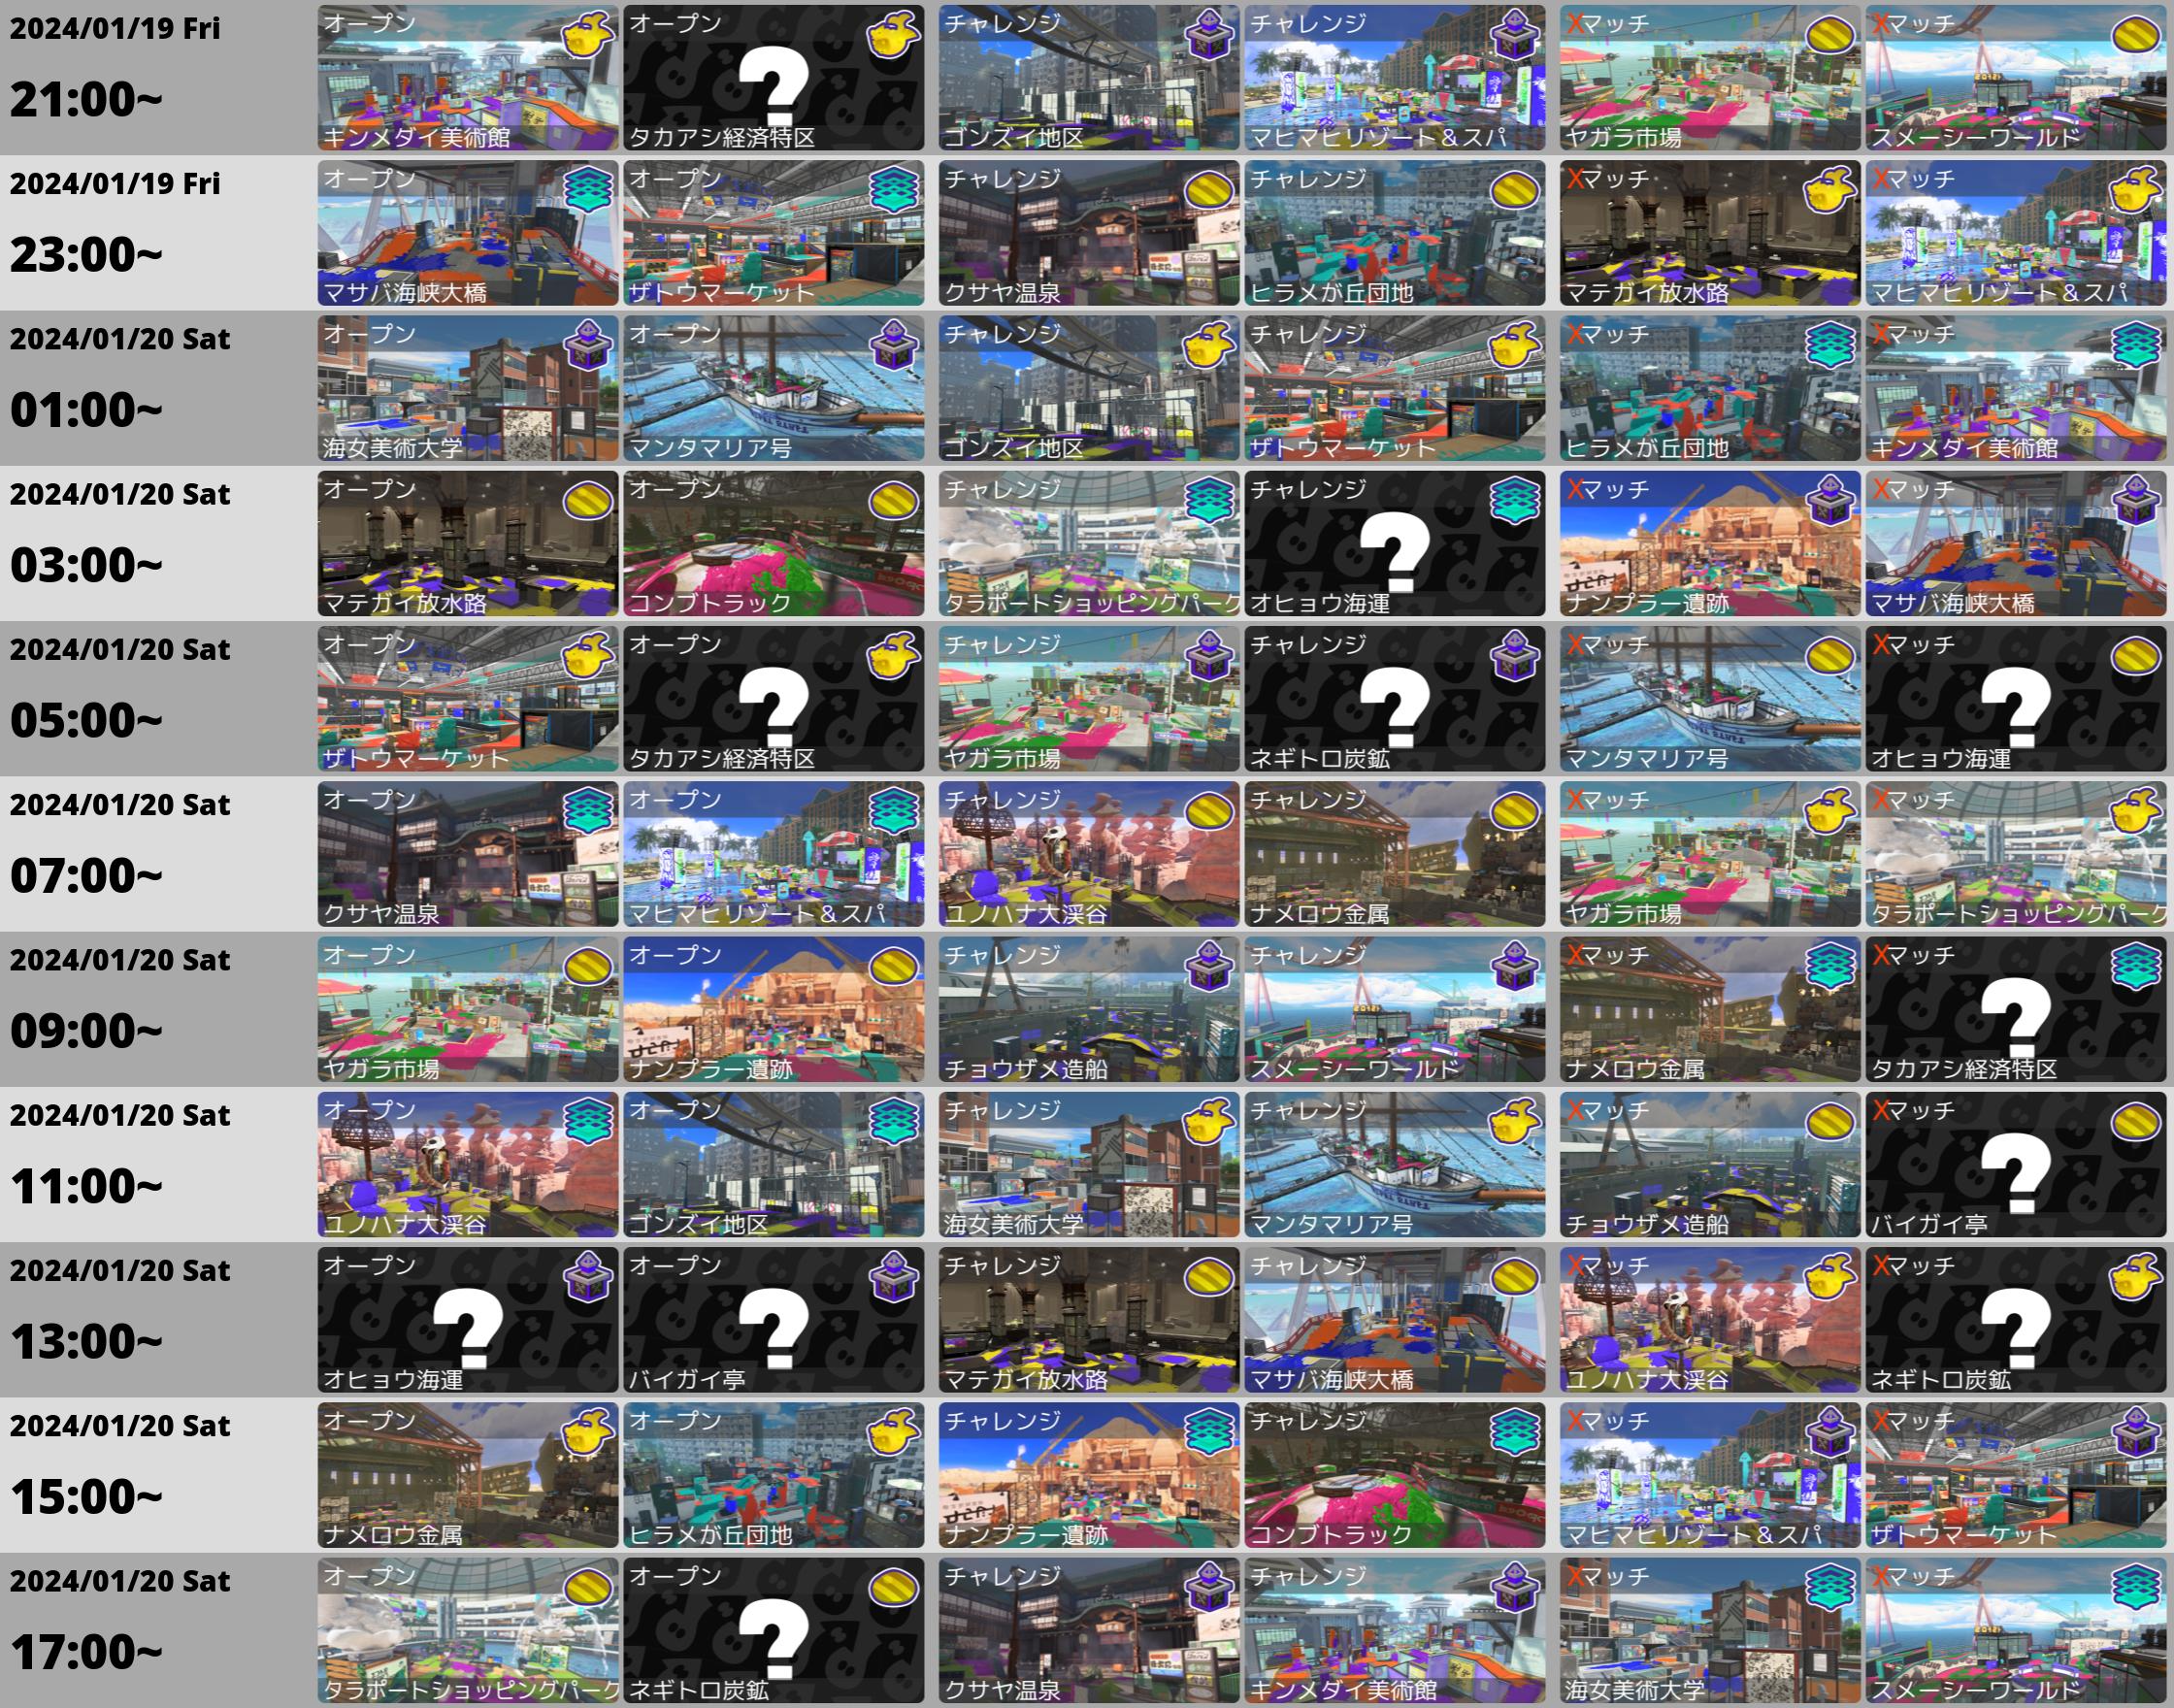 2024/01/19 Fri
21:00~
オープン
キンメダイ美術館
オープン
タカアシ経済特区
チャレンジ
ゴンズイ地区
チャレンジ
マヒマヒリゾート＆スパ
Xマッチ
ヤガラ市場
Xマッチ
スメーシーワールド
2024/01/19 Fri
23:00~
オープン
マサバ海峡大橋
オープン
ザトウマーケット
チャレンジ
クサヤ温泉
チャレンジ
ヒラメが丘団地
Xマッチ
マテガイ放水路
Xマッチ
マヒマヒリゾート＆スパ
2024/01/20 Sat
01:00~
オープン
海女美術大学
オープン
マンタマリア号
チャレンジ
ゴンズイ地区
チャレンジ
ザトウマーケット
Xマッチ
ヒラメが丘団地
Xマッチ
キンメダイ美術館
2024/01/20 Sat
03:00~
オープン
マテガイ放水路
オープン
コンブトラック
チャレンジ
タラポートショッピングパーク
チャレンジ
オヒョウ海運
Xマッチ
ナンプラー遺跡
Xマッチ
マサバ海峡大橋
2024/01/20 Sat
05:00~
オープン
ザトウマーケット
オープン
タカアシ経済特区
チャレンジ
ヤガラ市場
チャレンジ
ネギトロ炭鉱
Xマッチ
マンタマリア号
Xマッチ
オヒョウ海運
2024/01/20 Sat
07:00~
オープン
クサヤ温泉
オープン
マヒマヒリゾート＆スパ
チャレンジ
ユノハナ大渓谷
チャレンジ
ナメロウ金属
Xマッチ
ヤガラ市場
Xマッチ
タラポートショッピングパーク
2024/01/20 Sat
09:00~
オープン
ヤガラ市場
オープン
ナンプラー遺跡
チャレンジ
チョウザメ造船
チャレンジ
スメーシーワールド
Xマッチ
ナメロウ金属
Xマッチ
タカアシ経済特区
2024/01/20 Sat
11:00~
オープン
ユノハナ大渓谷
オープン
ゴンズイ地区
チャレンジ
海女美術大学
チャレンジ
マンタマリア号
Xマッチ
チョウザメ造船
Xマッチ
バイガイ亭
2024/01/20 Sat
13:00~
オープン
オヒョウ海運
オープン
バイガイ亭
チャレンジ
マテガイ放水路
チャレンジ
マサバ海峡大橋
Xマッチ
ユノハナ大渓谷
Xマッチ
ネギトロ炭鉱
2024/01/20 Sat
15:00~
オープン
ナメロウ金属
オープン
ヒラメが丘団地
チャレンジ
ナンプラー遺跡
チャレンジ
コンブトラック
Xマッチ
マヒマヒリゾート＆スパ
Xマッチ
ザトウマーケット
2024/01/20 Sat
17:00~
オープン
タラポートショッピングパーク
オープン
ネギトロ炭鉱
チャレンジ
クサヤ温泉
チャレンジ
キンメダイ美術館
Xマッチ
海女美術大学
Xマッチ
スメーシーワールド